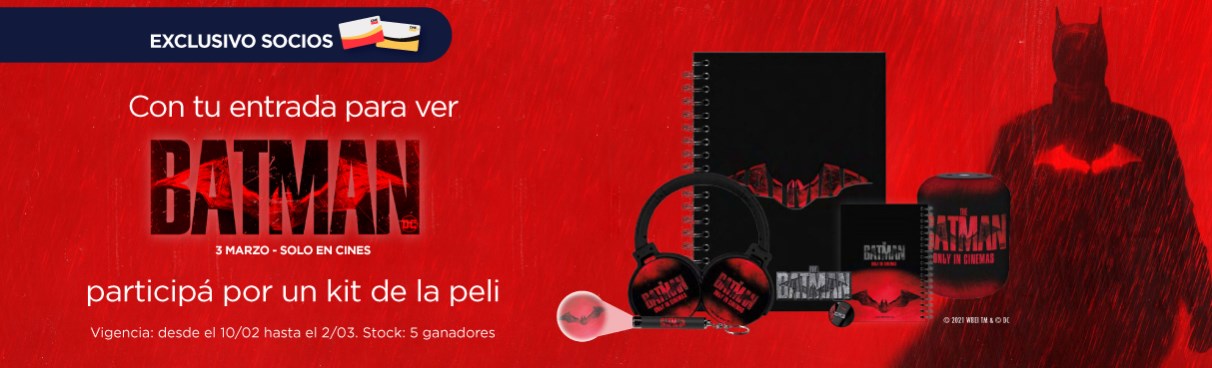 EXCLUSIVO SOCIOS
Con tu entrada para ver
BATMAN
DC
3 MARZO - SOLO EN CINES
participá por un kit de la peli
Vigencia: desde el 10/02 hasta el 2/03. Stock: 5 ganadores
BATMAN
BATMAN
BATMAN
BATMAN
ONLY IN CINEMAS
THE
ATMAN
ONLY IN CINEMAS
© 2021 WBEI TM & © DC